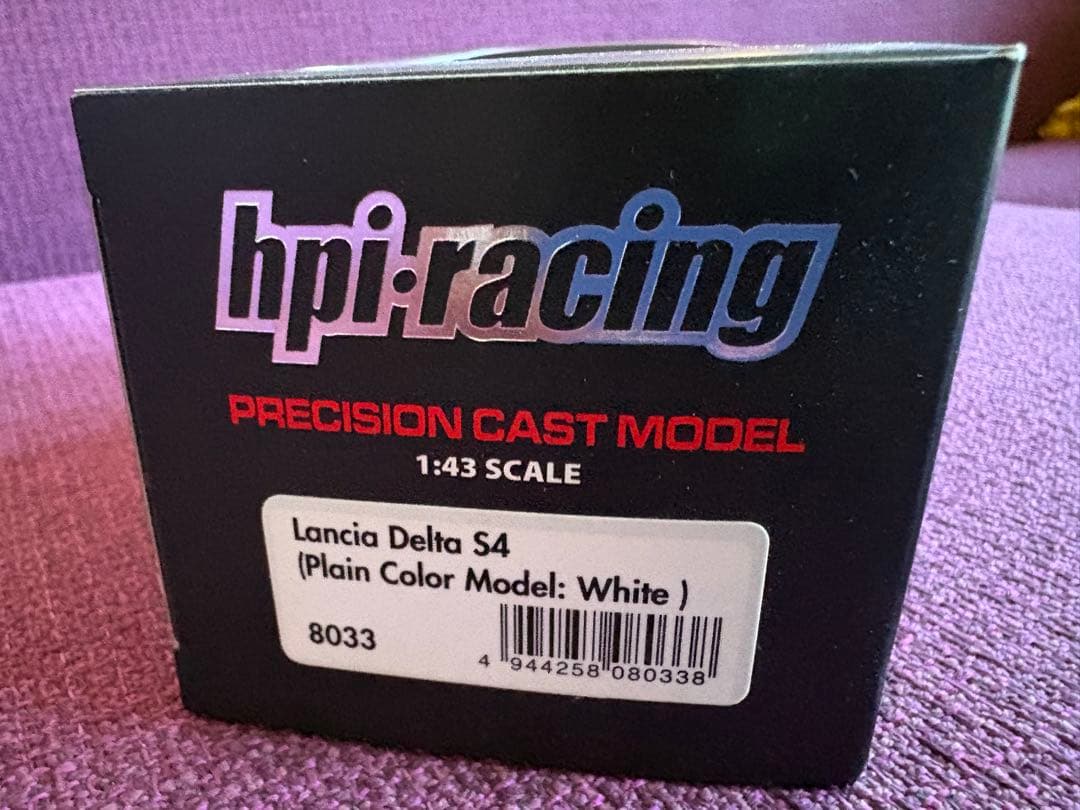 hpi·racing
PRECISION CAST MODEL
1:43 SCALE
Lancia Delta S4
(Plain Color Model: White )
8033
4 944258 080338